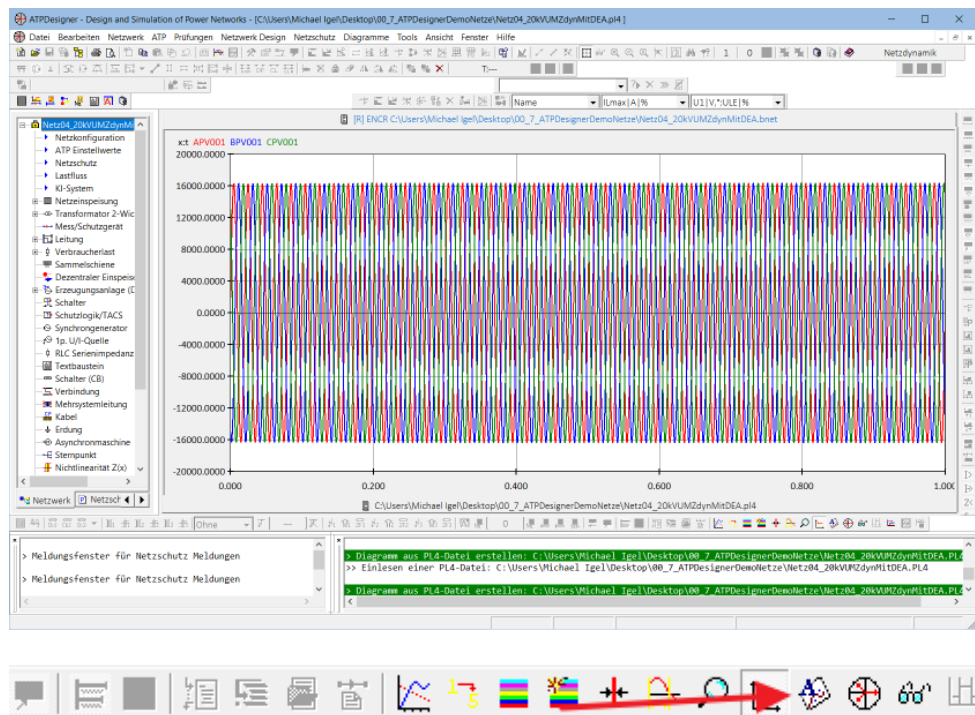 ATPDesigner - Design and Simulation of Power Networks - [C:\Users\Michael Igel\Desktop\00_7_ATPDesignerDemoNetze\Netz04_20kVUMZdynMitDEA.pl4 ]
Datei Bearbeiten Netzwerk ATP Prüfungen Netzwerk Design Netzschutz Diagramme Tools Ansicht Fenster Hilfe
1 0 Netzdynamik
T:---
Name ILmax|A|% U1|V,°;ULE|%
[R] ENCR C:\Users\Michael Igel\Desktop\00_7_ATPDesignerDemoNetze\Netz04_20kVUMZdynMitDEA.bnet
Netz04_20kVUMZdynMi
Netzkonfiguration
ATP Einstellwerte
Netzschutz
Lastfluss
KI-System
Netzeinspeisung
Transformator 2-Wic
Mess/Schutzgerät
Leitung
Verbraucherlast
Sammelschiene
Dezentraler Einspeise
Erzeugungsanlage (D
Schalter
Schutzlogik/TACS
Synchrongenerator
1p. U/I-Quelle
RLC Serienimpedanz
Textbaustein
Schalter (CB)
Verbindung
Mehrsystemleitung
Kabel
Erdung
Asynchronmaschine
Sternpunkt
Nichtlinearität Z(x)
Netzwerk Netzsch
x:t APV001 BPV001 CPV001
20000.0000
16000.0000
12000.0000
8000.0000
4000.0000
0.0000
-4000.0000
-8000.0000
-12000.0000
-16000.0000
-20000.0000
0.000 0.200 0.400 0.600 0.800 1.00
C:\Users\Michael Igel\Desktop\00_7_ATPDesignerDemoNetze\Netz04_20kVUMZdynMitDEA.pl4
Ohne 0
> Meldungsfenster für Netzschutz Meldungen
> Meldungsfenster für Netzschutz Meldungen
> Diagramm aus PL4-Datei erstellen: C:\Users\Michael Igel\Desktop\00_7_ATPDesignerDemoNetze\Netz04_20kVUMZdynMitDEA.PL4
>> Einlesen einer PL4-Datei: C:\Users\Michael Igel\Desktop\00_7_ATPDesignerDemoNetze\Netz04_20kVUMZdynMitDEA.PL4
> Diagramm aus PL4-Datei erstellen: C:\Users\Michael Igel\Desktop\00_7_ATPDesignerDemoNetze\Netz04_20kVUMZdynMitDEA.PL4
1 5 A